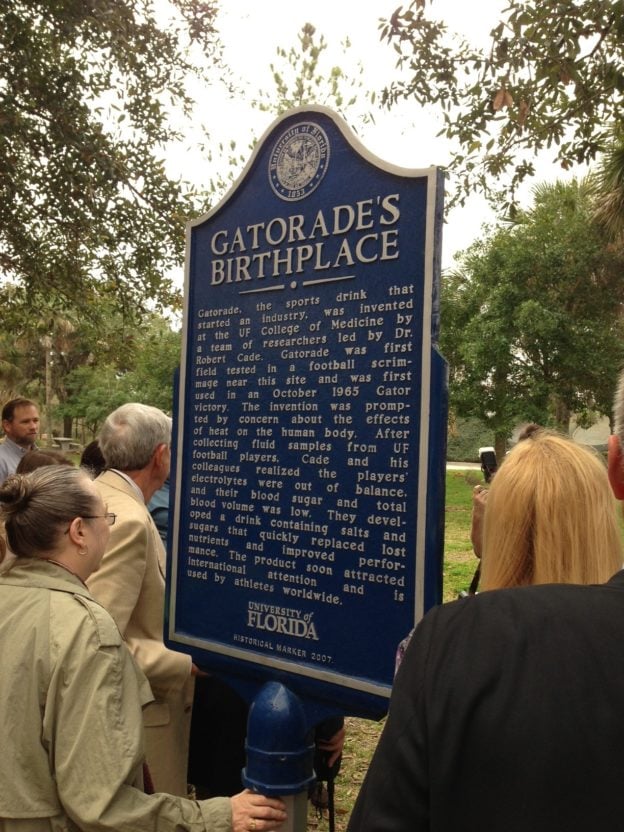 University of Florida
1853
GATORADE'S
BIRTHPLACE
Gatorade, the sports drink that
started an industry, was invented
at the UF College of Medicine by
a team of researchers led by Dr.
Robert Cade. Gatorade was first
field tested in a football scrim-
mage near this site and was first
used in an October 1965 Gator
victory. The invention was promp-
ted by concern about the effects
of heat on the human body. After
collecting fluid samples from UF
football players, Cade and his
colleagues realized the players'
electrolytes were out of balance,
and their blood sugar and total
blood volume was low. They devel-
oped a drink containing salts and
sugars that quickly replaced lost
nutrients and improved perfor-
mance. The product soon attracted
international attention and is
used by athletes worldwide.
UNIVERSITY of
FLORIDA
HISTORICAL MARKER 2007.